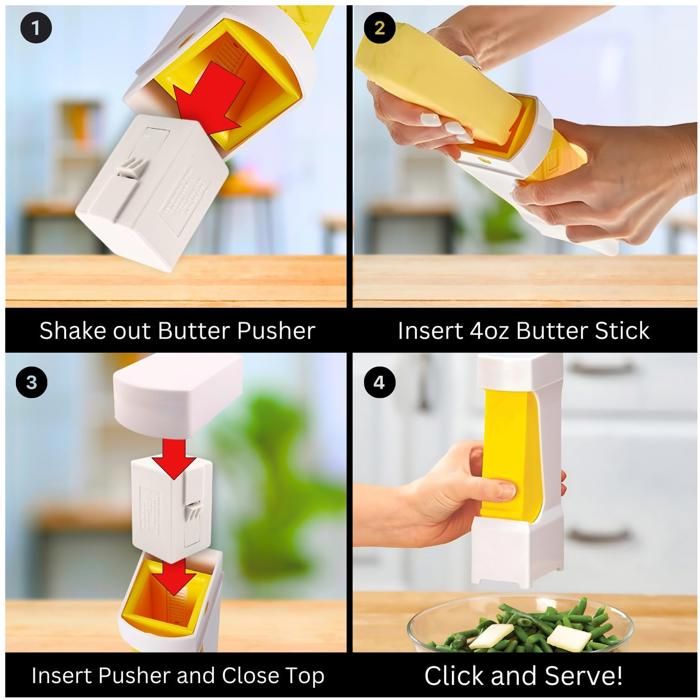 1
Shake out Butter Pusher
2
Insert 4oz Butter Stick
3
Insert Pusher and Close Top
4
Click and Serve!